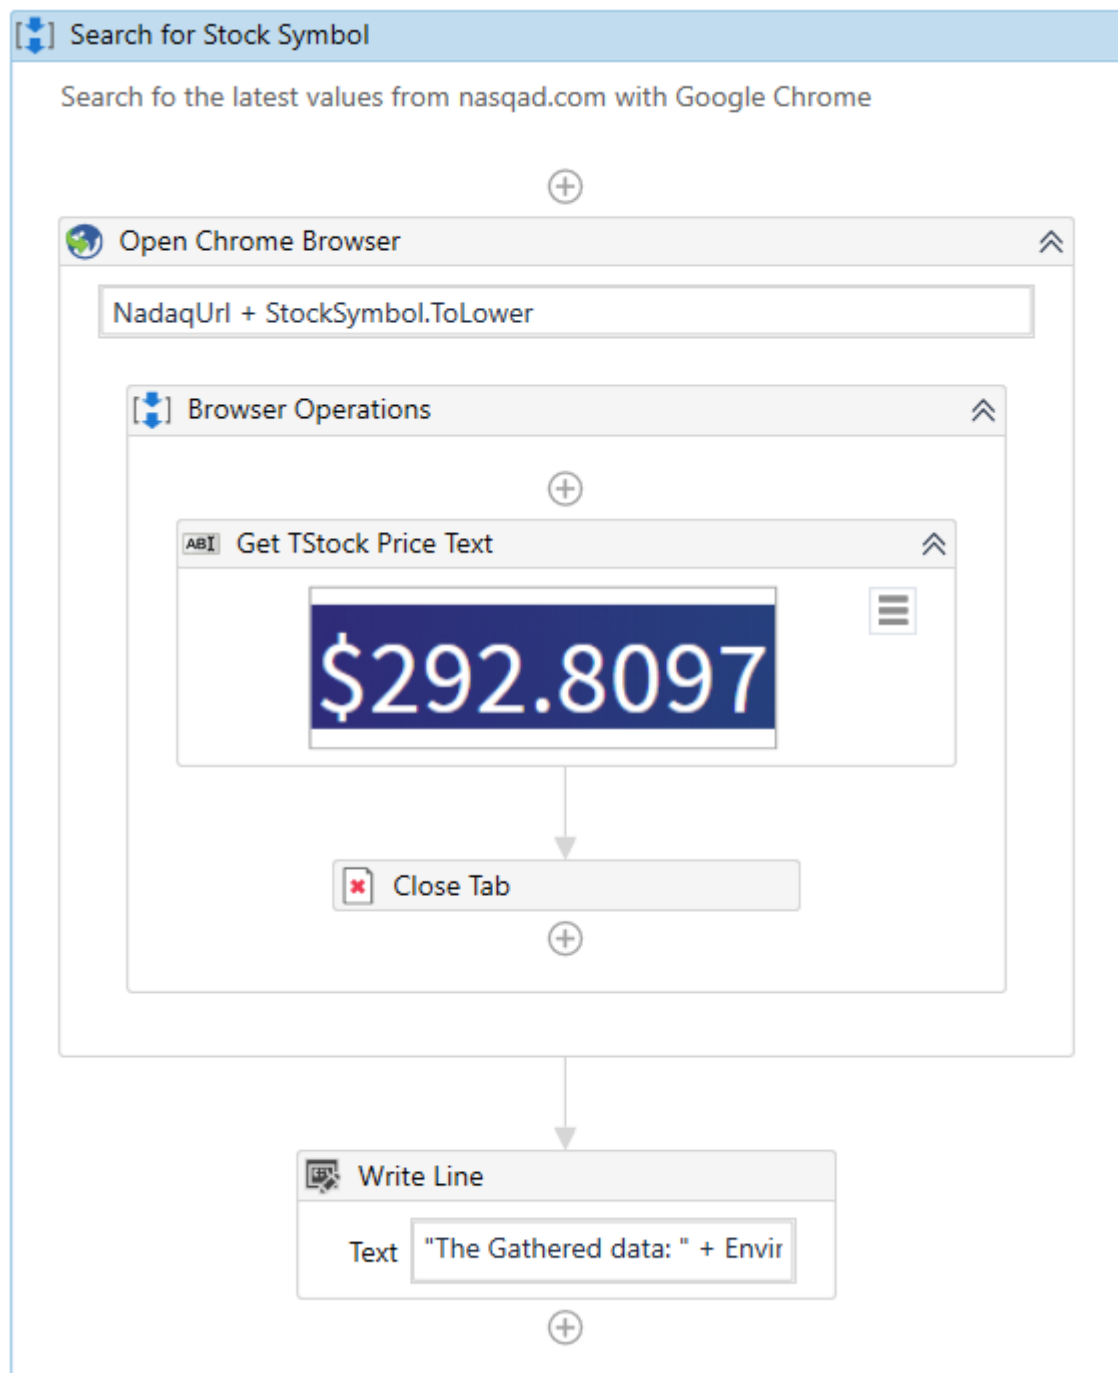 Search for Stock Symbol
Search fo the latest values from nasqad.com with Google Chrome
Open Chrome Browser
NadaqUrl + StockSymbol.ToLower
Browser Operations
ABI Get TStock Price Text
$292.8097
Close Tab
Write Line
Text "The Gathered data: " + Envir